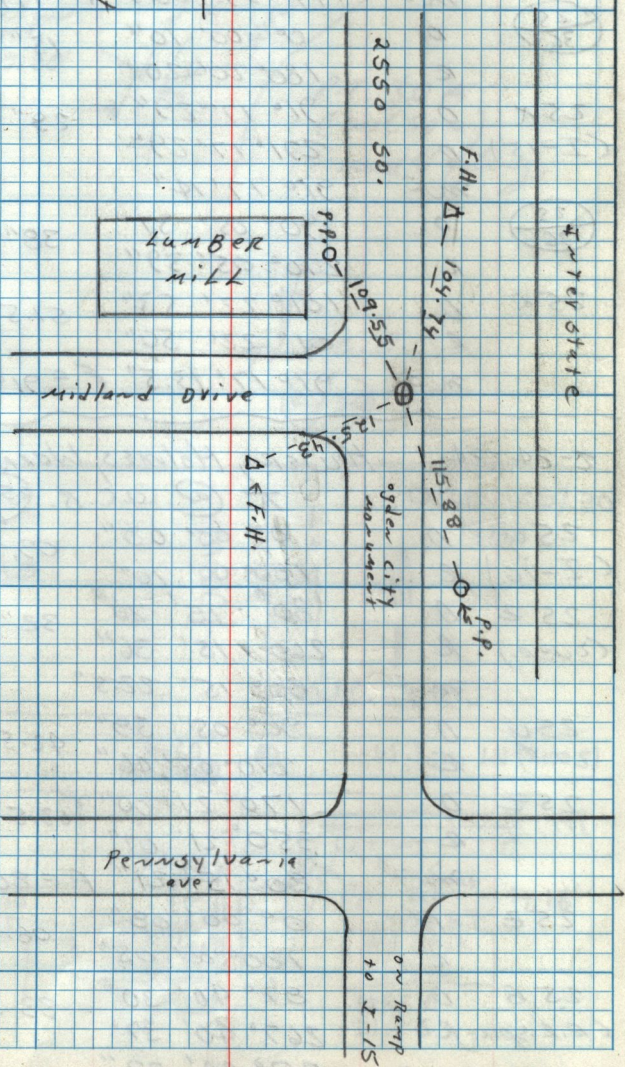 2550 So.
F.H.
104.74
Interstate
P.P.
109.55
LUMBER
MILL
Midland Drive
F.H.
ogden city
monument
115.88
P.P.
Pennsylvania
ave.
on Ramp
to I-15